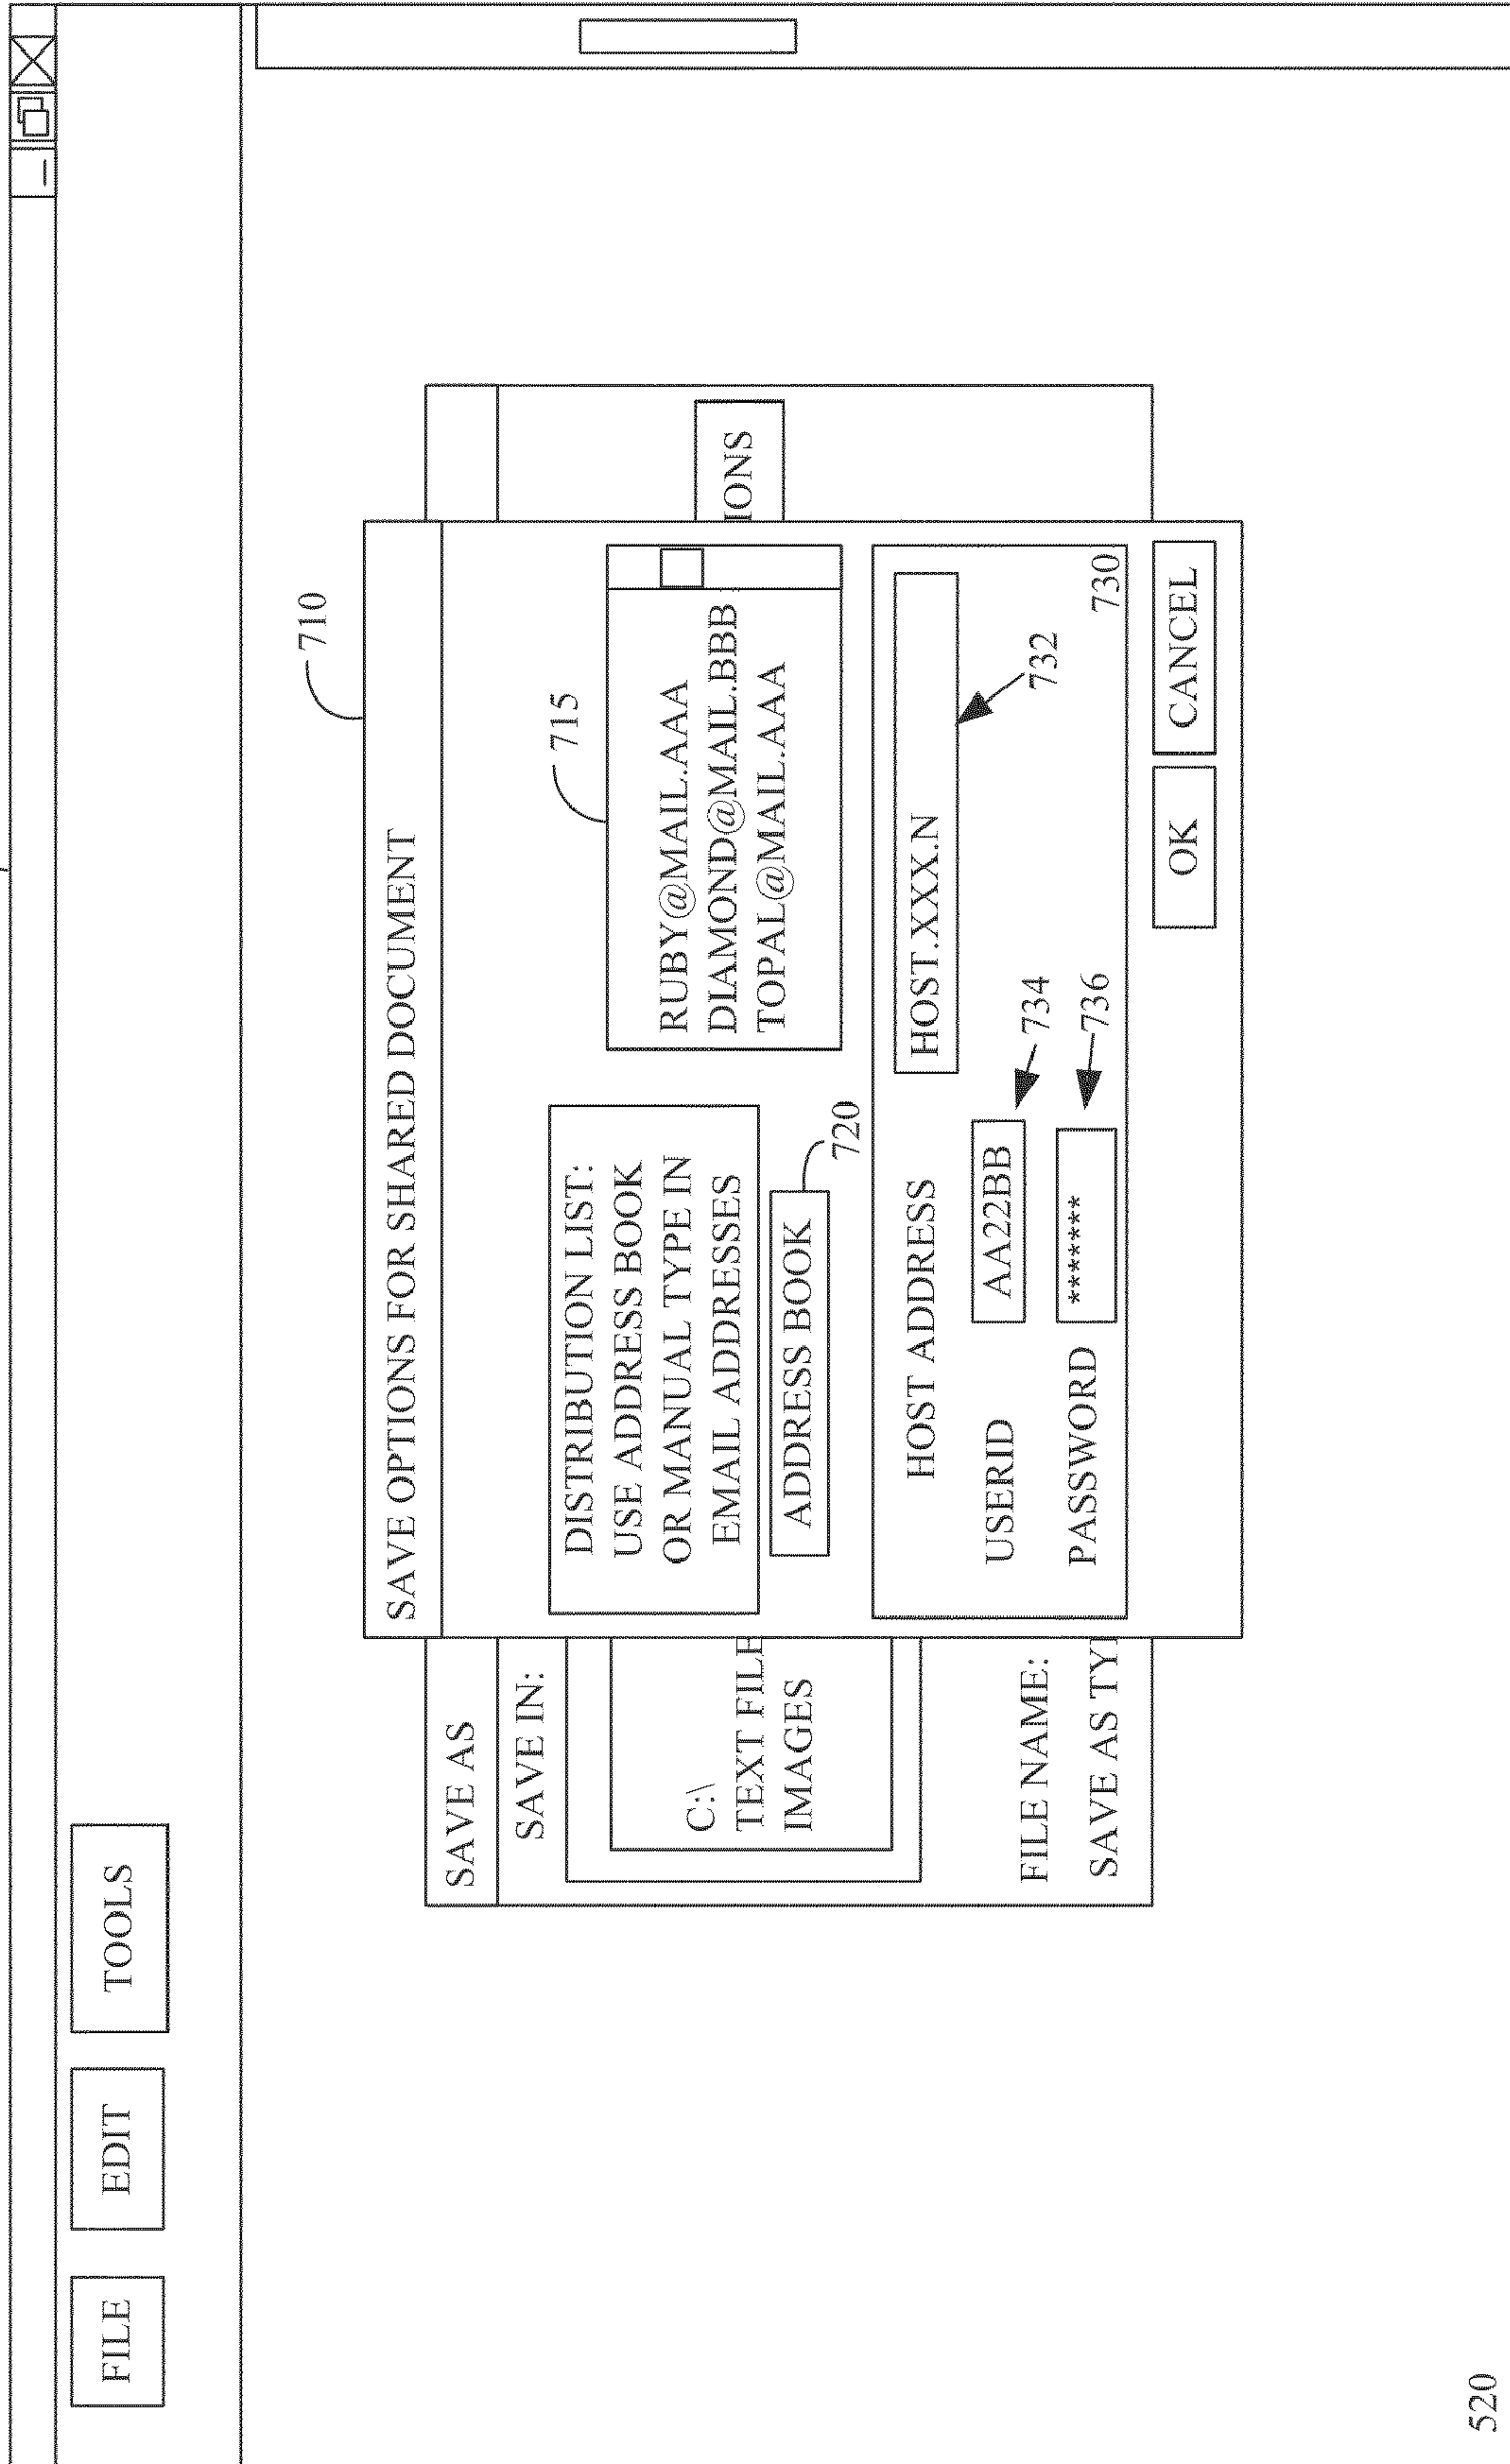 FILE
EDIT
TOOLS
710
SAVE OPTIONS FOR SHARED DOCUMENT
SAVE AS
SAVE IN:
C:\
TEXT FILE
IMAGES
FILE NAME:
SAVE AS TYP
DISTRIBUTION LIST:
USE ADDRESS BOOK
OR MANUAL TYPE IN
EMAIL ADDRESSES
ADDRESS BOOK
720
715
RUBY@MAIL.AAA
DIAMOND@MAIL.BBB
TOPAL@MAIL.AAA
IONS
HOST ADDRESS
HOST.XXX.N
732
USERID
AA22BB
734
PASSWORD
********
736
730
OK
CANCEL
520